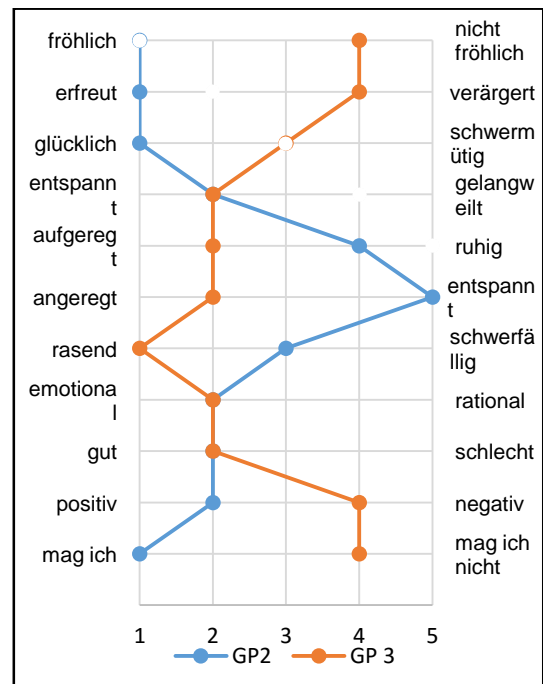 fröhlich
nicht
fröhlich
erfreut
verärgert
glücklich
schwerm
ütig
entspann
t
gelangw
eilt
aufgereg
t
ruhig
angeregt
entspann
t
rasend
schwerfä
llig
emotiona
l
rational
gut
schlecht
positiv
negativ
mag ich
mag ich
nicht
1 2 3 4 5
GP2 GP 3